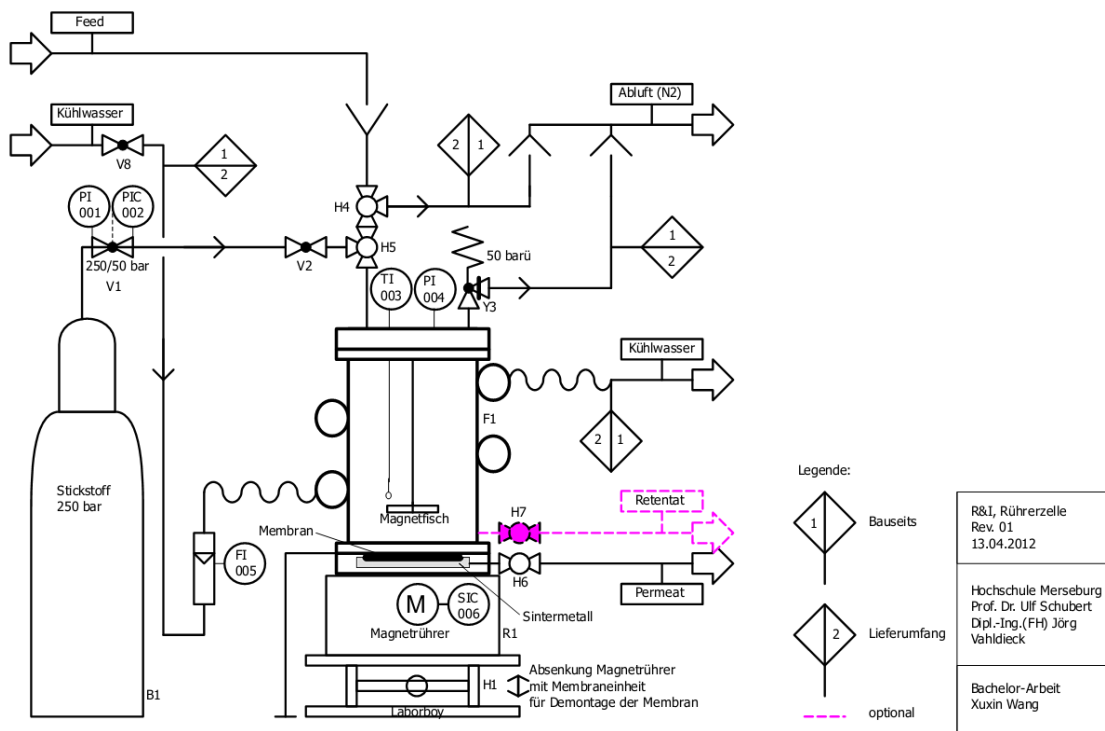 Feed
Abluft (N2)
Kühlwasser
V8
1
2
2
1
PI
001
PIC
002
H4
H5
1
2
250/50 bar
V1
V2
50 barü
TI
003
PI
004
Y3
Kühlwasser
F1
2
1
Stickstoff
250 bar
Legende:
Retentat
H7
Magnetfisch
Membran
1
Bauseits
R&I, Rührerzelle
Rev. 01
13.04.2012
FI
005
H6
Permeat
Sintermetall
M
SIC
006
Magnetrührer
R1
2
Lieferumfang
Hochschule Merseburg
Prof. Dr. Ulf Schubert
Dipl.-Ing.(FH) Jörg
Vahldieck
B1
H1
Absenkung Magnetrührer
mit Membraneinheit
für Demontage der Membran
Laborboy
optional
Bachelor-Arbeit
Xuxin Wang